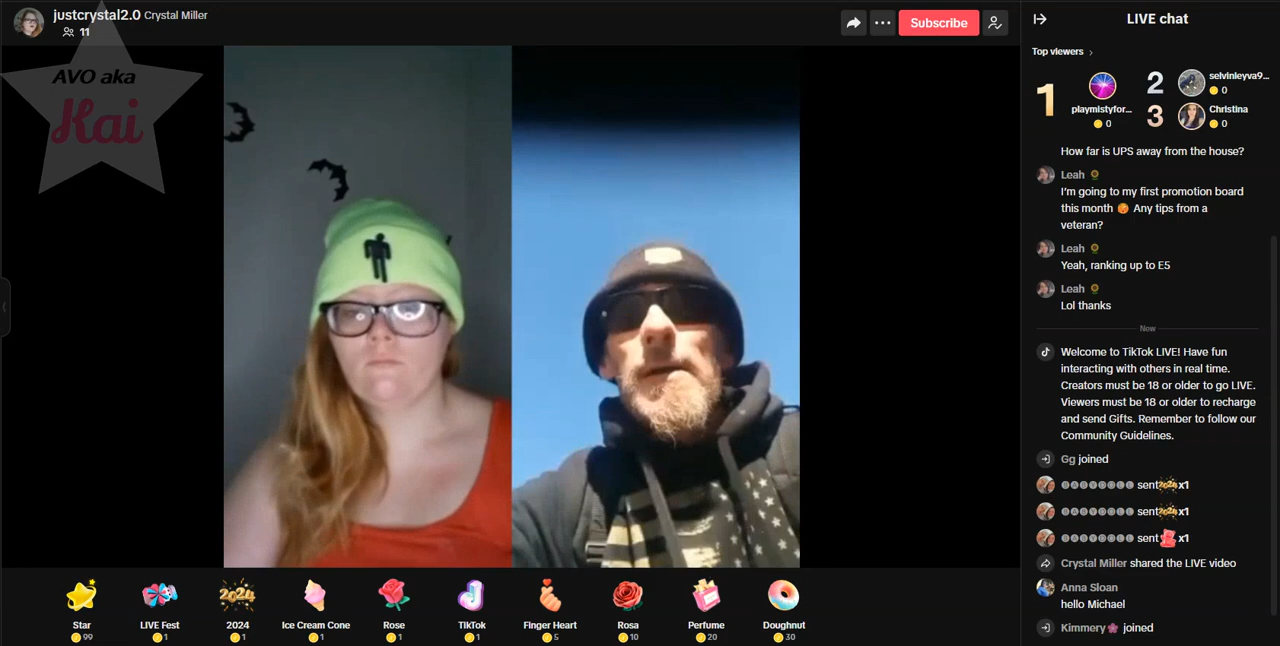 justcrystal2.0 Crystal Miller
11
AVO aka
Kai
Subscribe
LIVE chat
Top viewers
1
playmistyfor...
0
2
selvinleyva9...
0
3
Christina
0
How far is UPS away from the house?
Leah
I'm going to my first promotion board
this month Any tips from a
veteran?
Leah
Yeah, ranking up to E5
Leah
Lol thanks
Now
Welcome to TikTok LIVE! Have fun
interacting with others in real time.
Creators must be 18 or older to go LIVE.
Viewers must be 18 or older to recharge
and send Gifts. Remember to follow our
Community Guidelines.
Gg joined
🅑🅐🅑🅨🅓🅞🅛🅛 sent 2024 x1
🅑🅐🅑🅨🅓🅞🅛🅛 sent 2024 x1
🅑🅐🅑🅨🅓🅞🅛🅛 sent x1
Crystal Miller shared the LIVE video
Anna Sloan
hello Michael
Kimmery joined
2024
Star
99
LIVE Fest
1
2024
1
Ice Cream Cone
1
Rose
1
TikTok
1
Finger Heart
5
Rosa
10
Perfume
20
Doughnut
30